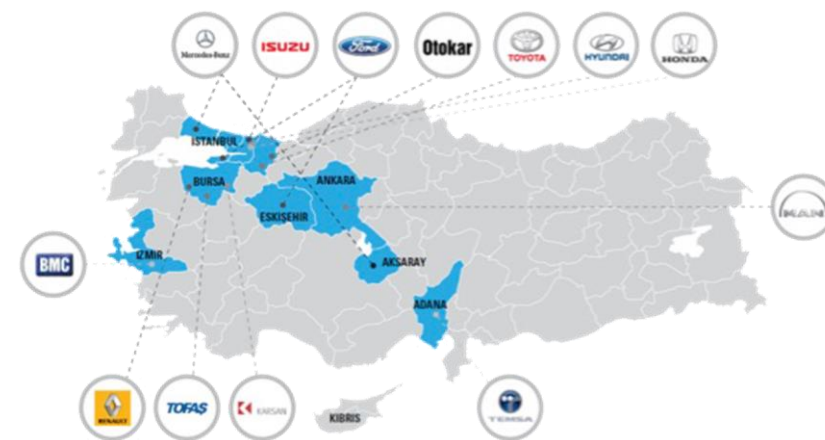 Mercedes-Benz
ISUZU
Ford
Otokar
TOYOTA
HYUNDAI
HONDA
İSTANBUL
BURSA
ANKARA
ESKİŞEHİR
MAN
İZMİR
BMC
AKSARAY
ADANA
RENAULT
TOFAŞ
KARSAN
KIBRIS
TEMSA